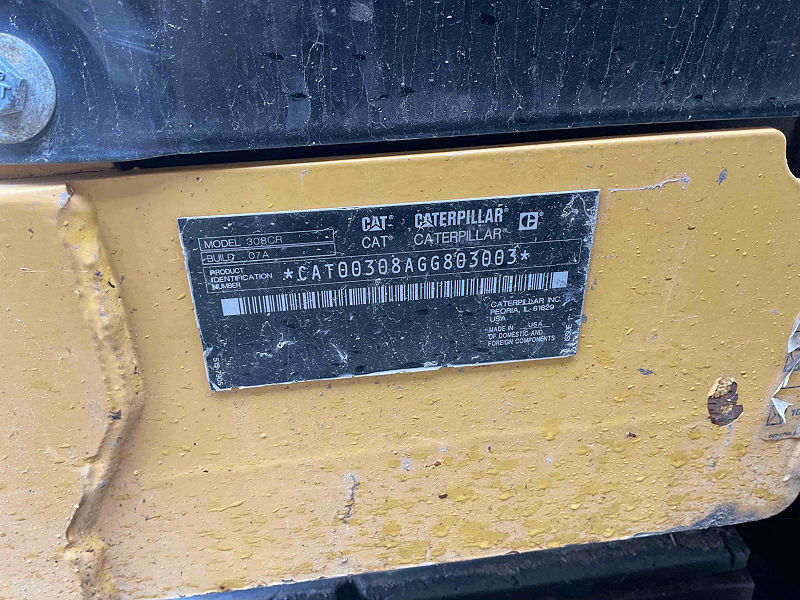 CAT® CATERPILLAR®
CAT® CATERPILLAR®
MODEL 308CR
BUILD 07A
PRODUCT
IDENTIFICATION
NUMBER
*CAT00308AGG803003*
CATERPILLAR INC.
PEORIA, IL 61629
USA
MADE IN USA
OF DOMESTIC AND
FOREIGN COMPONENTS
ISSUE